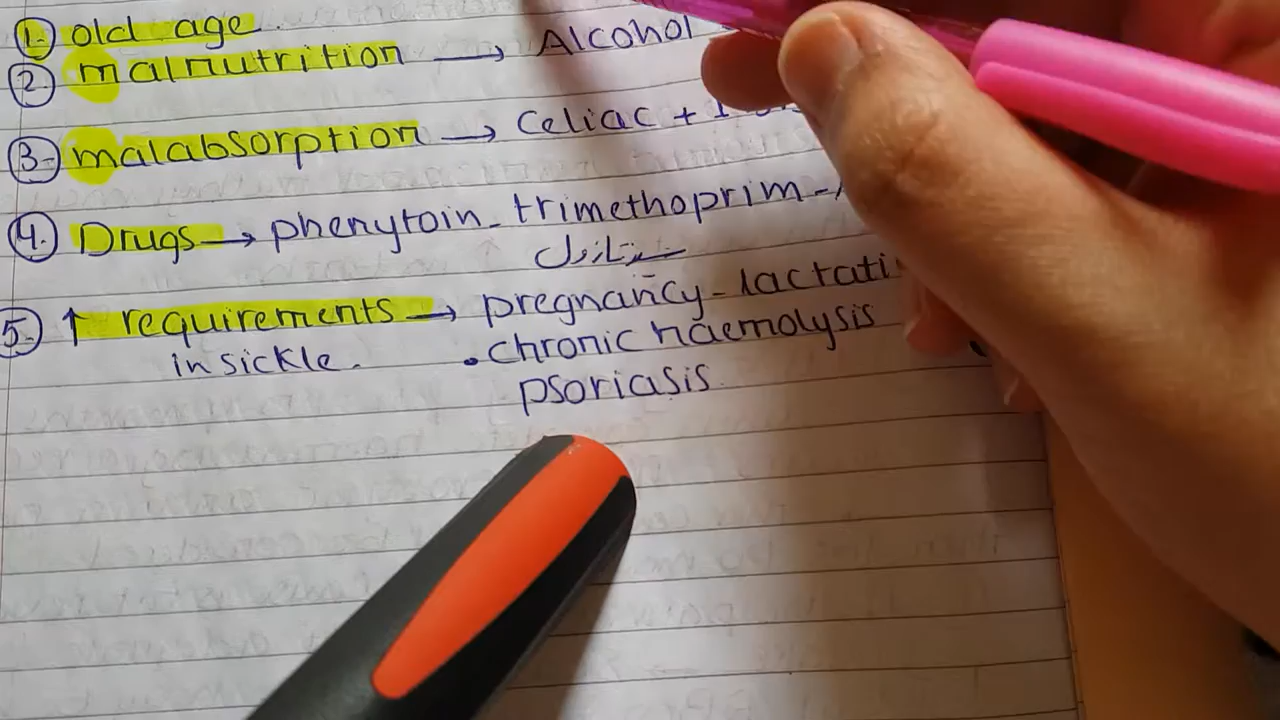 1. old age
2. malnutrition → Alcohol
3- malabsorption → Celiac +
4. Drugs → phenytoin - trimethoprim -
5. ↑ requirements → pregnancy - lactati
in sickle. • chronic haemolysis
psoriasis.